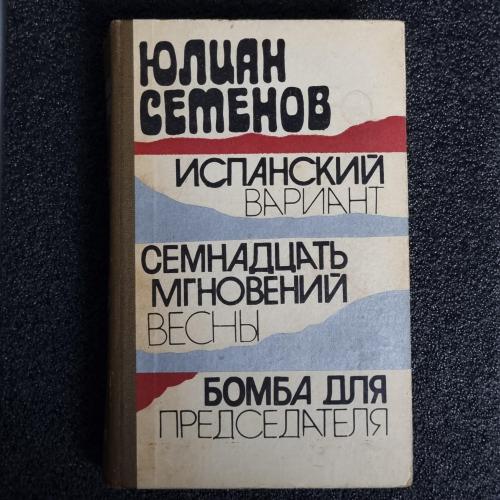 ЮЛИАН
СЕМЕНОВ
ИСПАНСКИЙ
ВАРИАНТ
СЕМНАДЦАТЬ
МГНОВЕНИЙ
ВЕСНЫ
БОМБА ДЛЯ
ПРЕДСЕДАТЕЛЯ